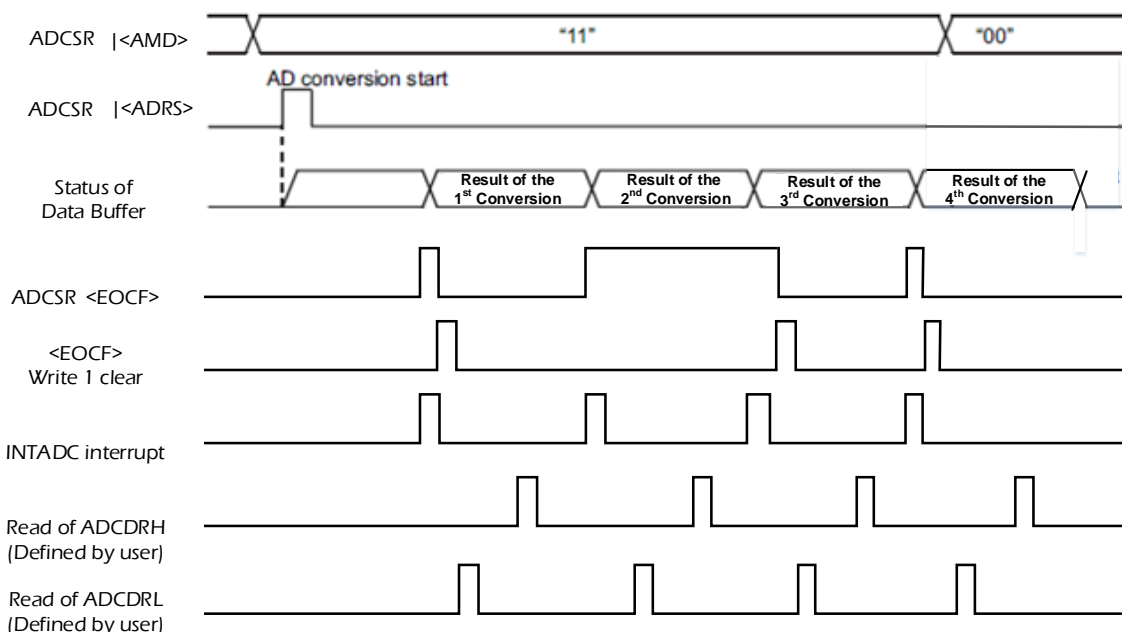 ADCSR |<AMD>
"11"
"00"
AD conversion start
ADCSR |<ADRS>
Status of
Data Buffer
Result of the
1st Conversion
Result of the
2nd Conversion
Result of the
3rd Conversion
Result of the
4th Conversion
ADCSR <EOCF>
<EOCF>
Write 1 clear
INTADC interrupt
Read of ADCDRH
(Defined by user)
Read of ADCDRL
(Defined by user)